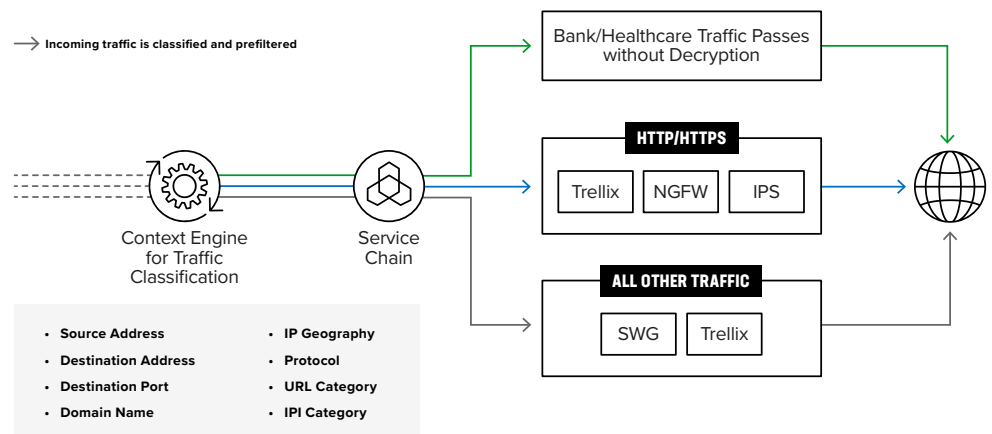 Incoming traffic is classified and prefiltered
Bank/Healthcare Traffic Passes
without Decryption
HTTP/HTTPS
Trellix
NGFW
IPS
Context Engine
for Traffic
Classification
Service
Chain
ALL OTHER TRAFFIC
SWG
Trellix
• Source Address
• Destination Address
• Destination Port
• Domain Name
• IP Geography
• Protocol
• URL Category
• IPI Category